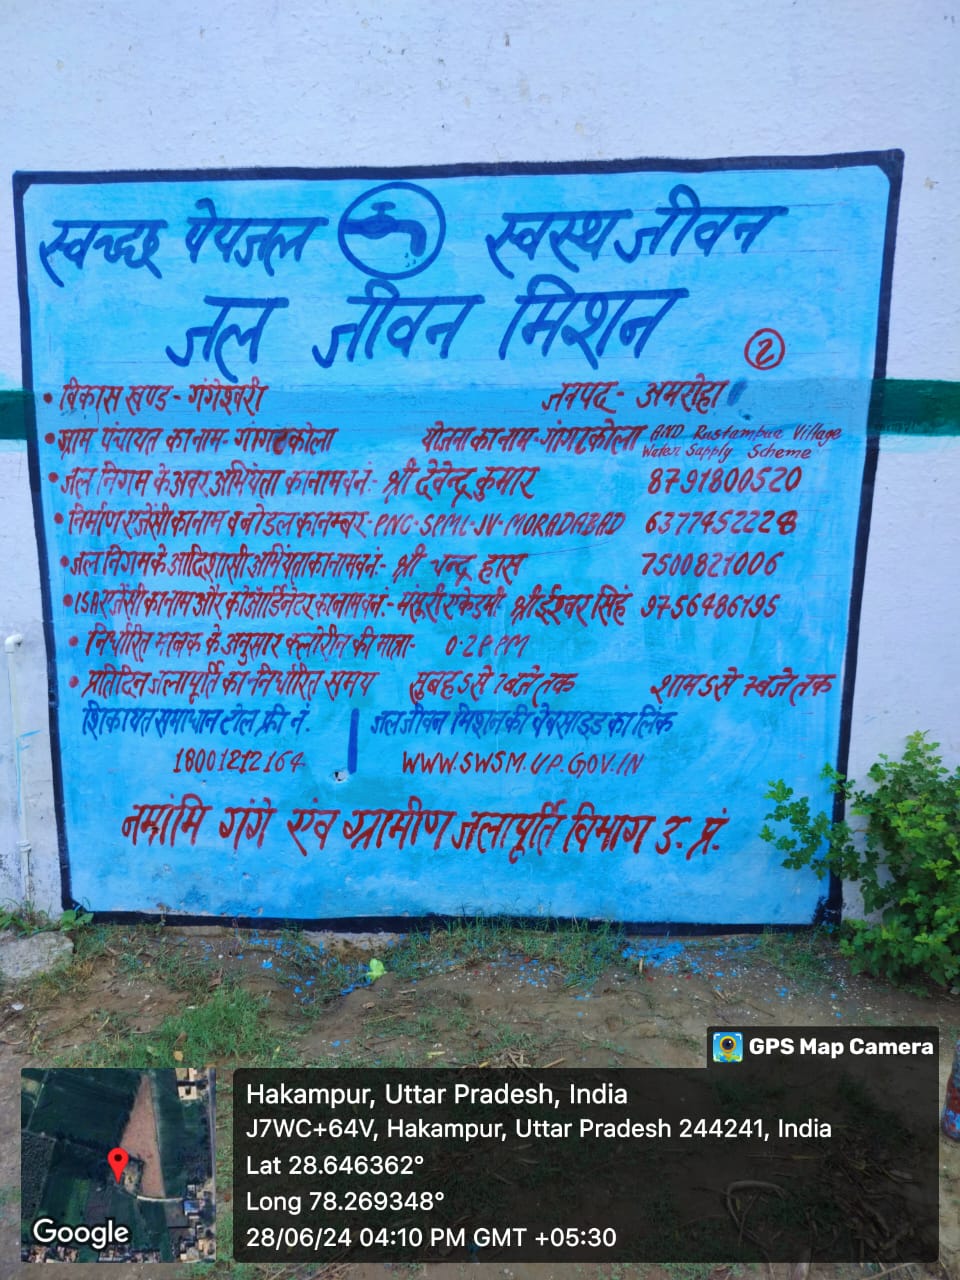 स्वच्छ पेयजल स्वस्थ जीवन
जल जीवन मिशन
2
• विकास खण्ड - गंगेश्वरी जनपद - अमरोहा
• ग्राम पंचायत का नाम - गंगटकोला योजना का नाम - गांगटकोला AND Rustampur Village
Water Supply Scheme
• जल निगम के अवर अभियंता का नाम व नं:- श्री देवेन्द्र कुमार 8791800520
• निर्माण एजेंसी का नाम व नोडल का नम्बर - PNC-SPML-JV-MORADABAD 6377452228
• जल निगम के अधिशासी अभियंता का नाम व नं:- श्री चन्द्र हास 7500821006
• ISA एजेंसी का नाम और कोऑर्डिनेटर का नाम व नं:- मंसूरी एकेडमी श्री ईश्वर सिंह 9756486195
• निर्धारित मानक के अनुसार क्लोरीन की मात्रा- 0.2 PPM
• प्रतिदिन जलापूर्ति का निर्धारित समय सुबह 5 से 7 बजे तक शाम 5 से 7 बजे तक
शिकायत समाधान टोल फ्री नं. जल जीवन मिशन की वेबसाइड का लिंक
18001212164 WWW.SWSM.UP.GOV.IN
नमांमि गंगे एंव ग्रामीण जलापूर्ति विभाग उ. प्रं.
GPS Map Camera
Hakampur, Uttar Pradesh, India
J7WC+64V, Hakampur, Uttar Pradesh 244241, India
Lat 28.646362°
Long 78.269348°
28/06/24 04:10 PM GMT +05:30
Google